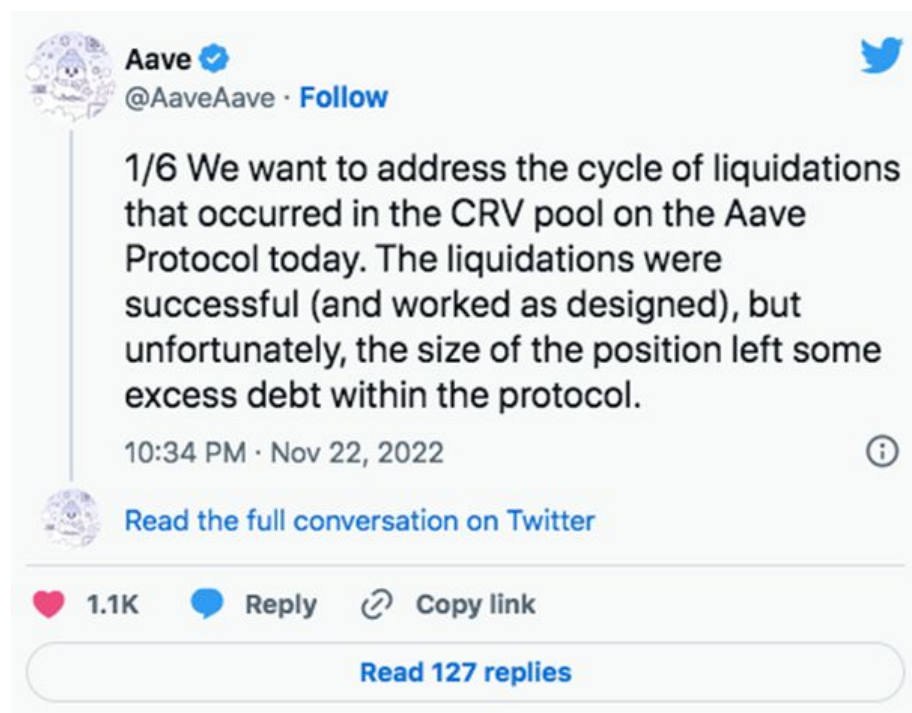 Aave
@AaveAave · Follow
1/6 We want to address the cycle of liquidations
that occurred in the CRV pool on the Aave
Protocol today. The liquidations were
successful (and worked as designed), but
unfortunately, the size of the position left some
excess debt within the protocol.
10:34 PM · Nov 22, 2022
Read the full conversation on Twitter
1.1K Reply Copy link
Read 127 replies